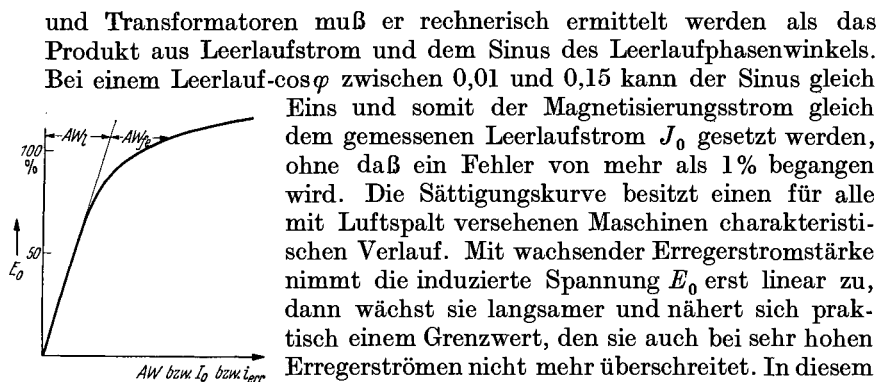 und Transformatoren muß er rechnerisch ermittelt werden als das
Produkt aus Leerlaufstrom und dem Sinus des Leerlaufphasenwinkels.
Bei einem Leerlauf-cosφ zwischen 0,01 und 0,15 kann der Sinus gleich
Eins und somit der Magnetisierungsstrom gleich
dem gemessenen Leerlaufstrom J₀ gesetzt werden,
ohne daß ein Fehler von mehr als 1% begangen
wird. Die Sättigungskurve besitzt einen für alle
mit Luftspalt versehenen Maschinen charakteristi-
schen Verlauf. Mit wachsender Erregerstromstärke
nimmt die induzierte Spannung E₀ erst linear zu,
dann wächst sie langsamer und nähert sich prak-
tisch einem Grenzwert, den sie auch bei sehr hohen
Erregerströmen nicht mehr überschreitet. In diesem
AWₗ
AW_fe
100
%
50
E₀
AW bzw. I₀ bzw. i_err